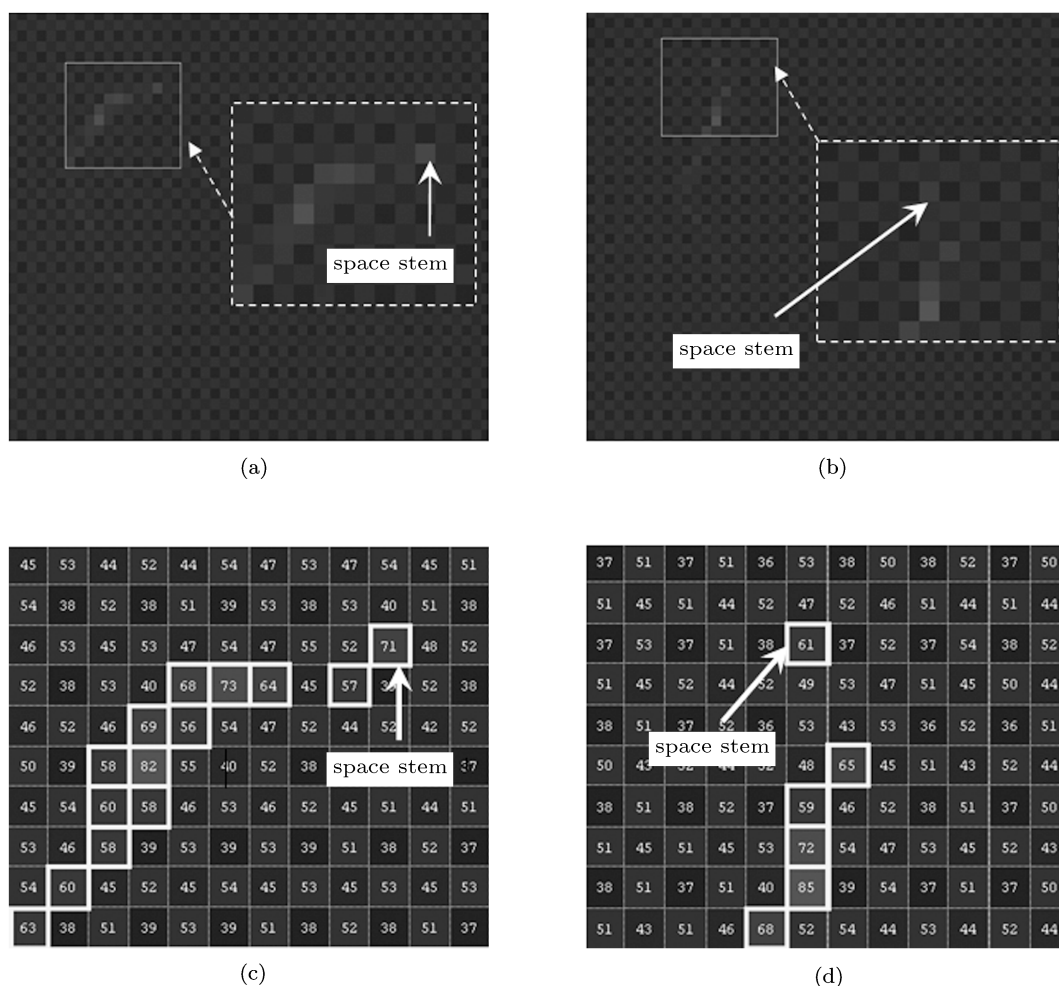 space stem
space stem
(a)
(b)
45 53 44 52 44 54 47 53 47 54 45 51
54 38 52 38 51 39 53 38 53 40 51 38
46 53 45 53 47 54 47 55 52 71 48 52
52 38 53 40 68 73 64 45 57 52 38
46 52 46 69 56 54 47 52 44 52 42 52
50 39 58 82 55 40 52 38 space stem 37
45 54 60 58 46 53 46 52 45 51 44 51
53 46 58 39 53 39 53 39 51 38 52 37
54 60 45 52 45 54 45 53 45 53 45 53
63 38 51 39 53 39 53 38 52 38 51 37
(c)
37 51 37 51 36 53 38 50 38 52 37 50
51 45 51 44 52 47 52 46 51 44 51 44
37 53 37 51 38 61 37 52 37 54 38 52
51 45 52 44 52 49 53 47 51 45 50 44
38 51 37 52 36 53 43 53 36 52 36 51
space stem
50 48 65 45 51 43 52 44
38 51 38 52 37 59 46 52 38 51 37 50
51 45 51 45 53 72 54 47 53 45 52 43
38 51 37 51 40 85 39 54 37 51 37 50
51 43 51 46 68 52 54 44 53 44 52 44
(d)